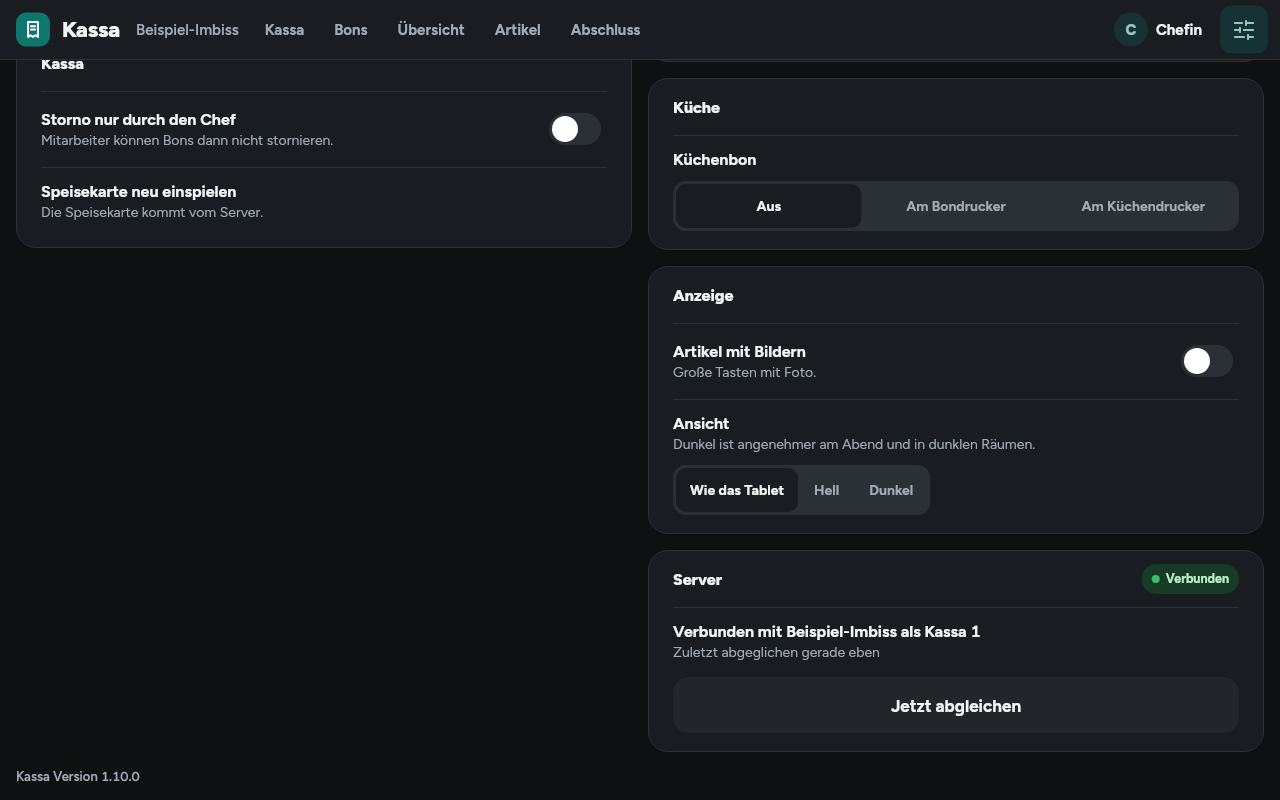 Kassa
Beispiel-Imbiss
Kassa
Bons
Übersicht
Artikel
Abschluss
C
Chefin
Kassa
Storno nur durch den Chef
Mitarbeiter können Bons dann nicht stornieren.
Speisekarte neu einspielen
Die Speisekarte kommt vom Server.
Küche
Küchenbon
Aus
Am Bondrucker
Am Küchendrucker
Anzeige
Artikel mit Bildern
Große Tasten mit Foto.
Ansicht
Dunkel ist angenehmer am Abend und in dunklen Räumen.
Wie das Tablet
Hell
Dunkel
Server
Verbunden
Verbunden mit Beispiel-Imbiss als Kassa 1
Zuletzt abgeglichen gerade eben
Jetzt abgleichen
Kassa Version 1.10.0